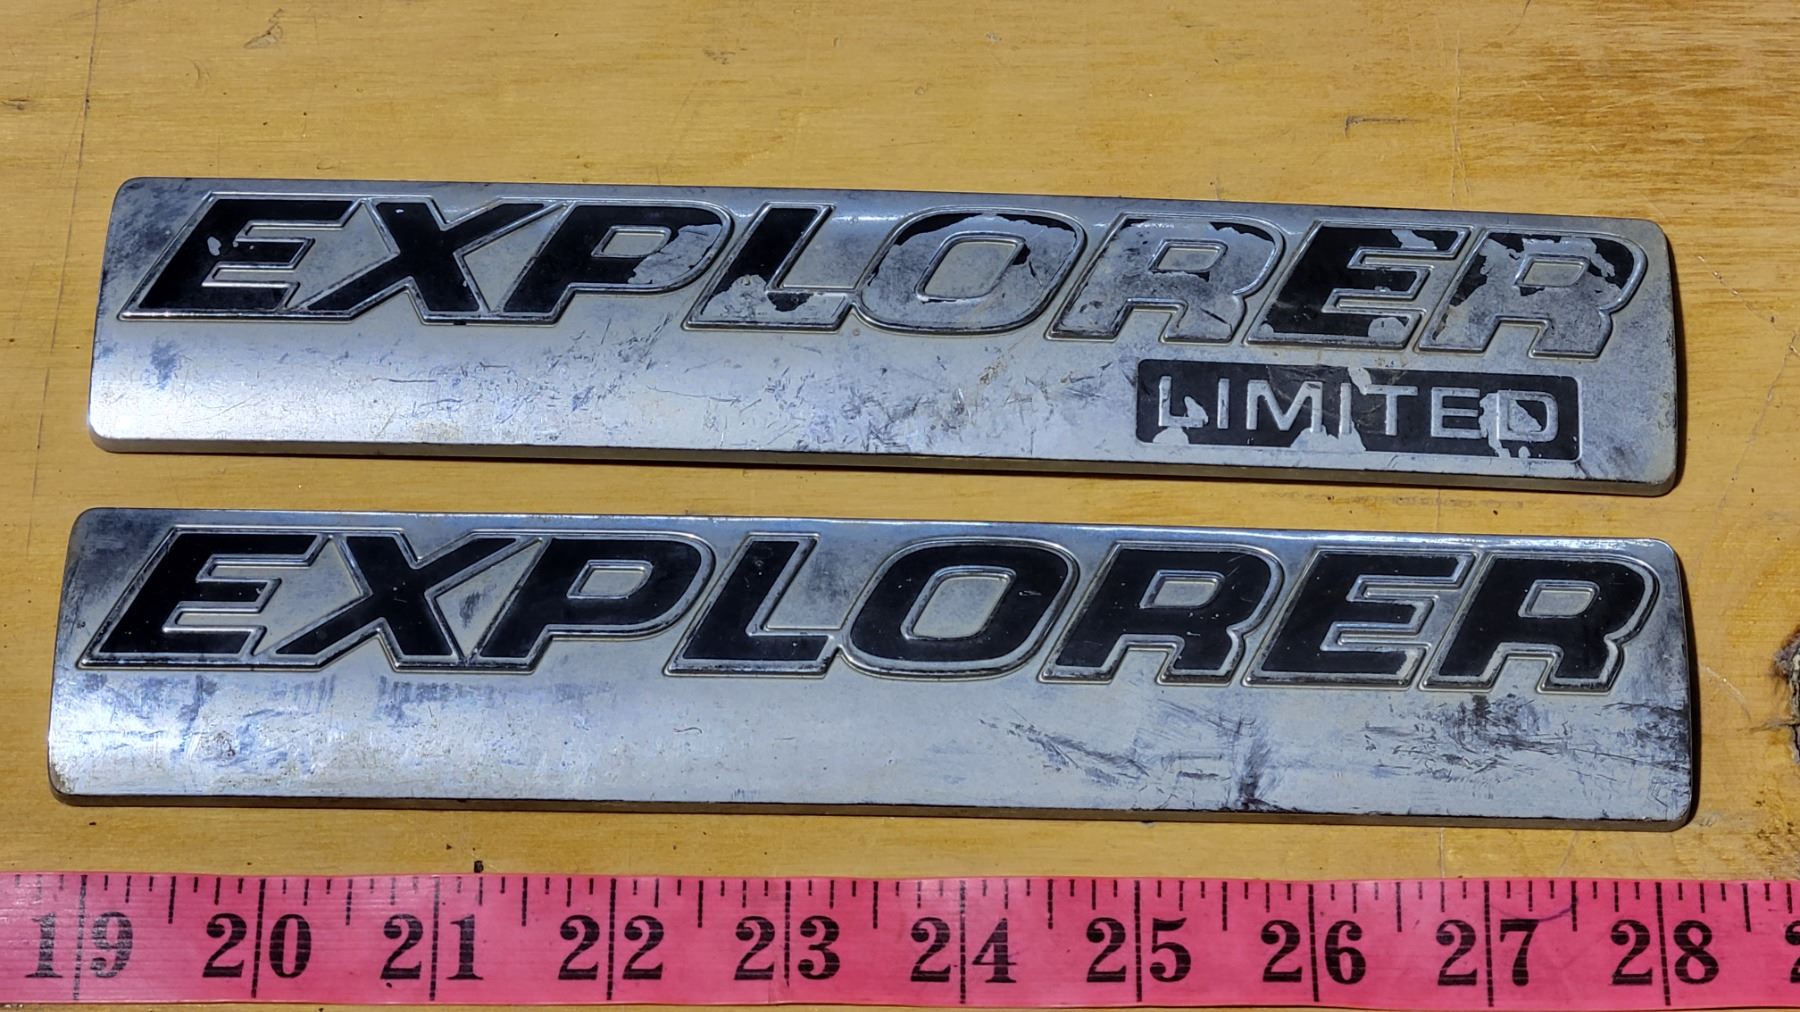 EXPLORER
LIMITED
EXPLORER
19 20 21 22 23 24 25 26 27 28